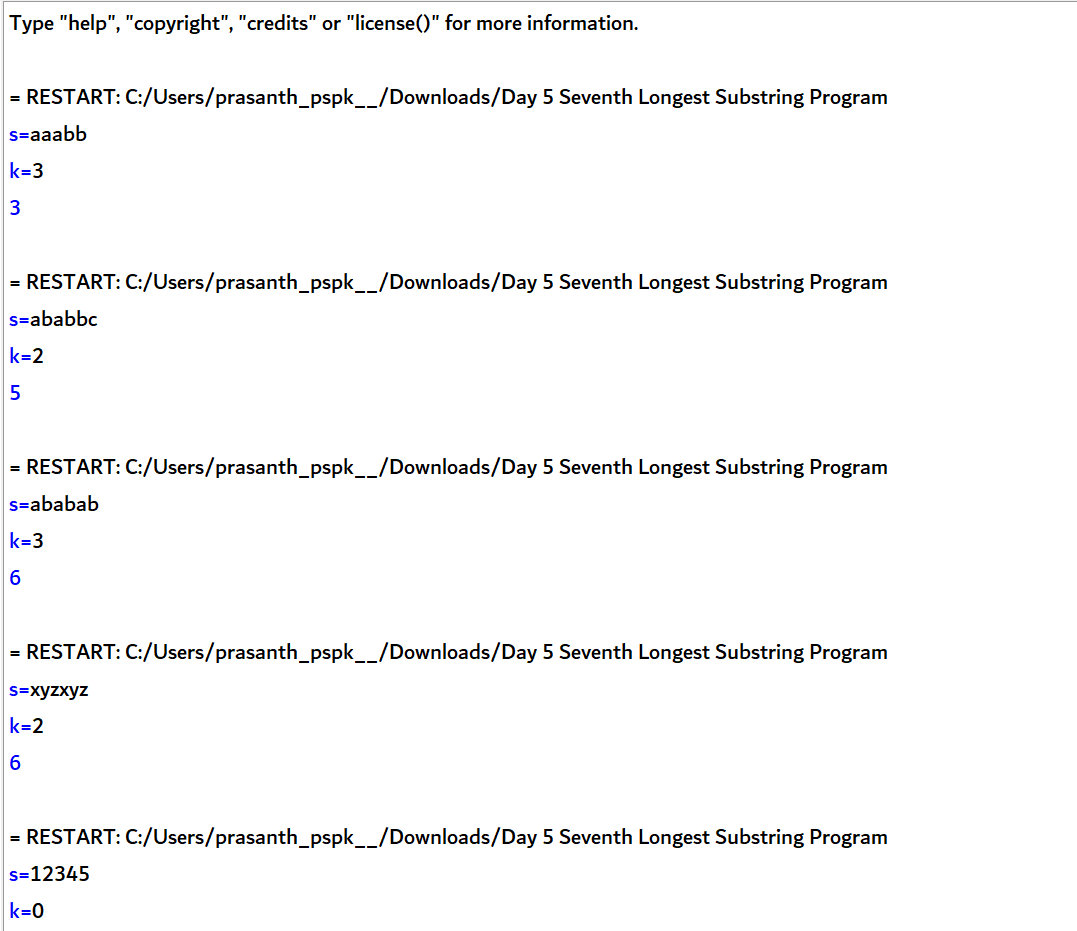 Type "help", "copyright", "credits" or "license()" for more information.
= RESTART: C:/Users/prasanth_pspk__/Downloads/Day 5 Seventh Longest Substring Program
s=aaabb
k=3
3
= RESTART: C:/Users/prasanth_pspk__/Downloads/Day 5 Seventh Longest Substring Program
s=ababbc
k=2
5
= RESTART: C:/Users/prasanth_pspk__/Downloads/Day 5 Seventh Longest Substring Program
s=ababab
k=3
6
= RESTART: C:/Users/prasanth_pspk__/Downloads/Day 5 Seventh Longest Substring Program
s=xyzxyz
k=2
6
= RESTART: C:/Users/prasanth_pspk__/Downloads/Day 5 Seventh Longest Substring Program
s=12345
k=0